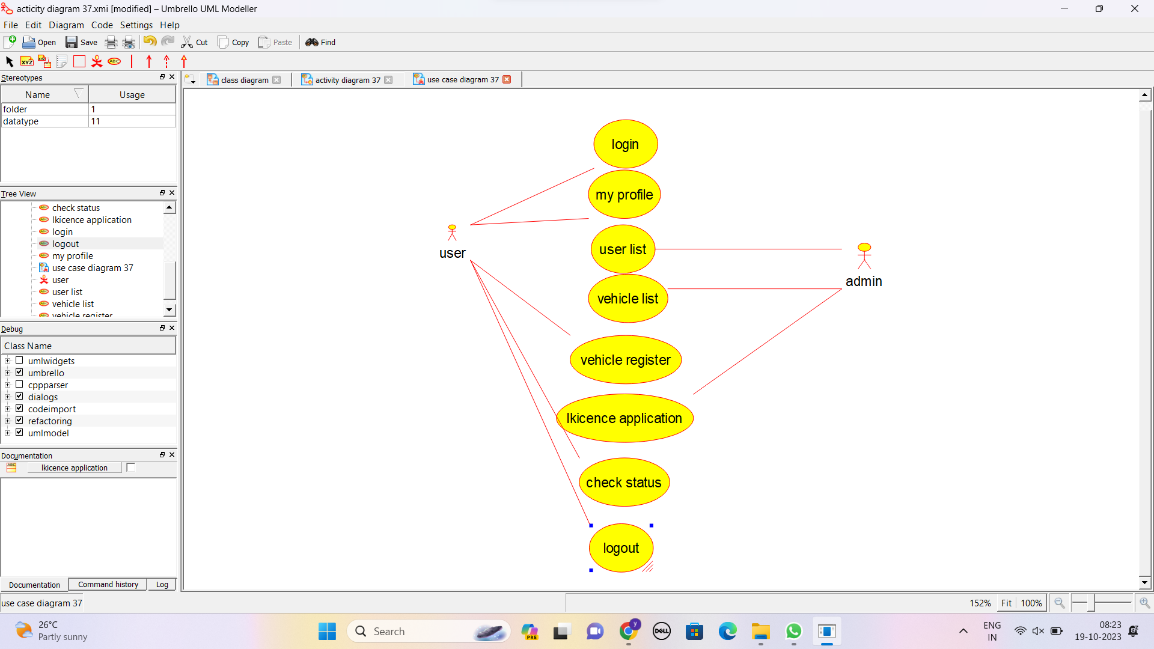 acticity diagram 37.xmi [modified] – Umbrello UML Modeller
File Edit Diagram Code Settings Help
Open Save Cut Copy Paste Find
Stereotypes
Name Usage
folder 1
datatype 11
Tree View
check status
lkicence application
login
logout
my profile
use case diagram 37
user
user list
vehicle list
vehicle register
Debug
Class Name
umlwidgets
umbrello
cppparser
dialogs
codeimport
refactoring
umlmodel
Documentation
lkicence application
Documentation Command history Log
class diagram activity diagram 37 use case diagram 37
login
my profile
user
user list
admin
vehicle list
vehicle register
lkicence application
check status
logout
use case diagram 37
152% Fit 100%
26°C
Partly sunny
Search
ENG
IN
08:23
19-10-2023